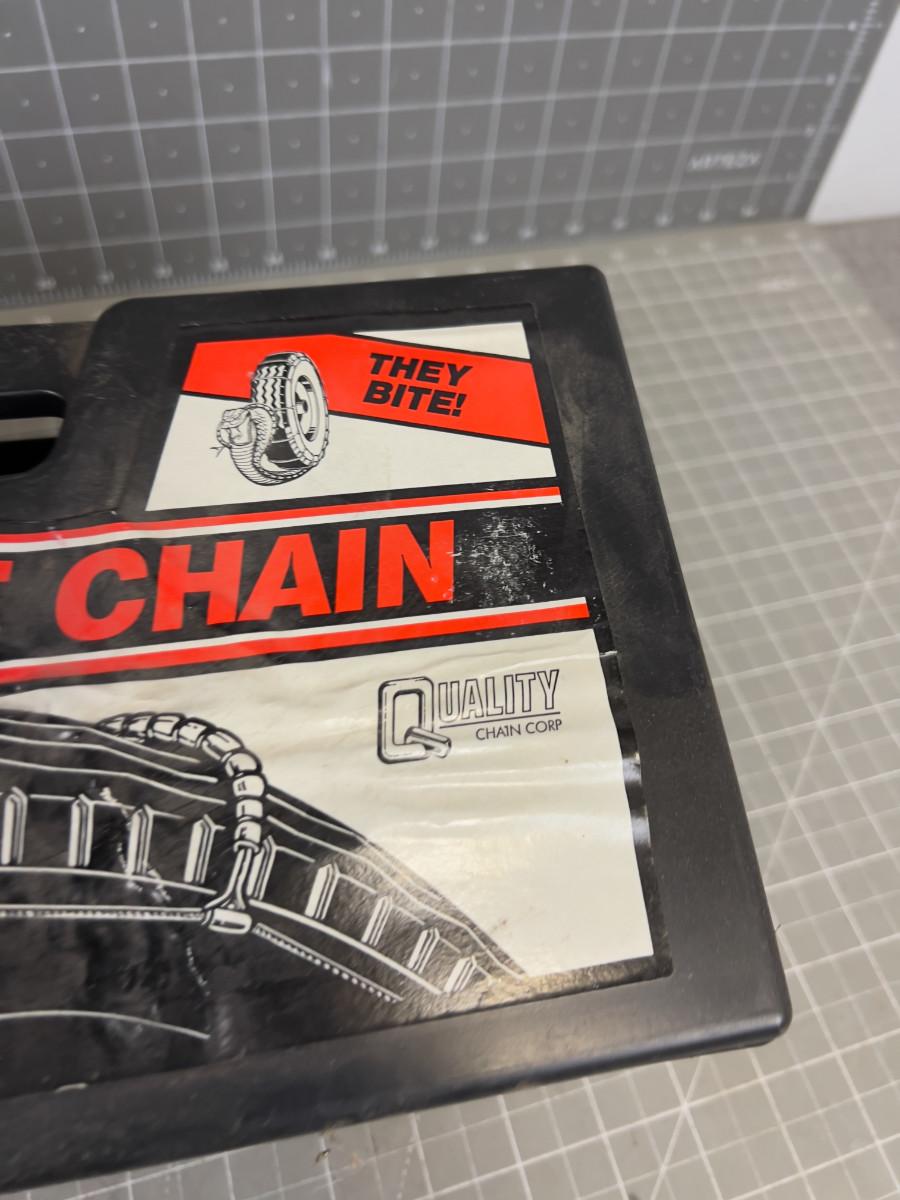 THEY
BITE!
T CHAIN
QUALITY
CHAIN CORP